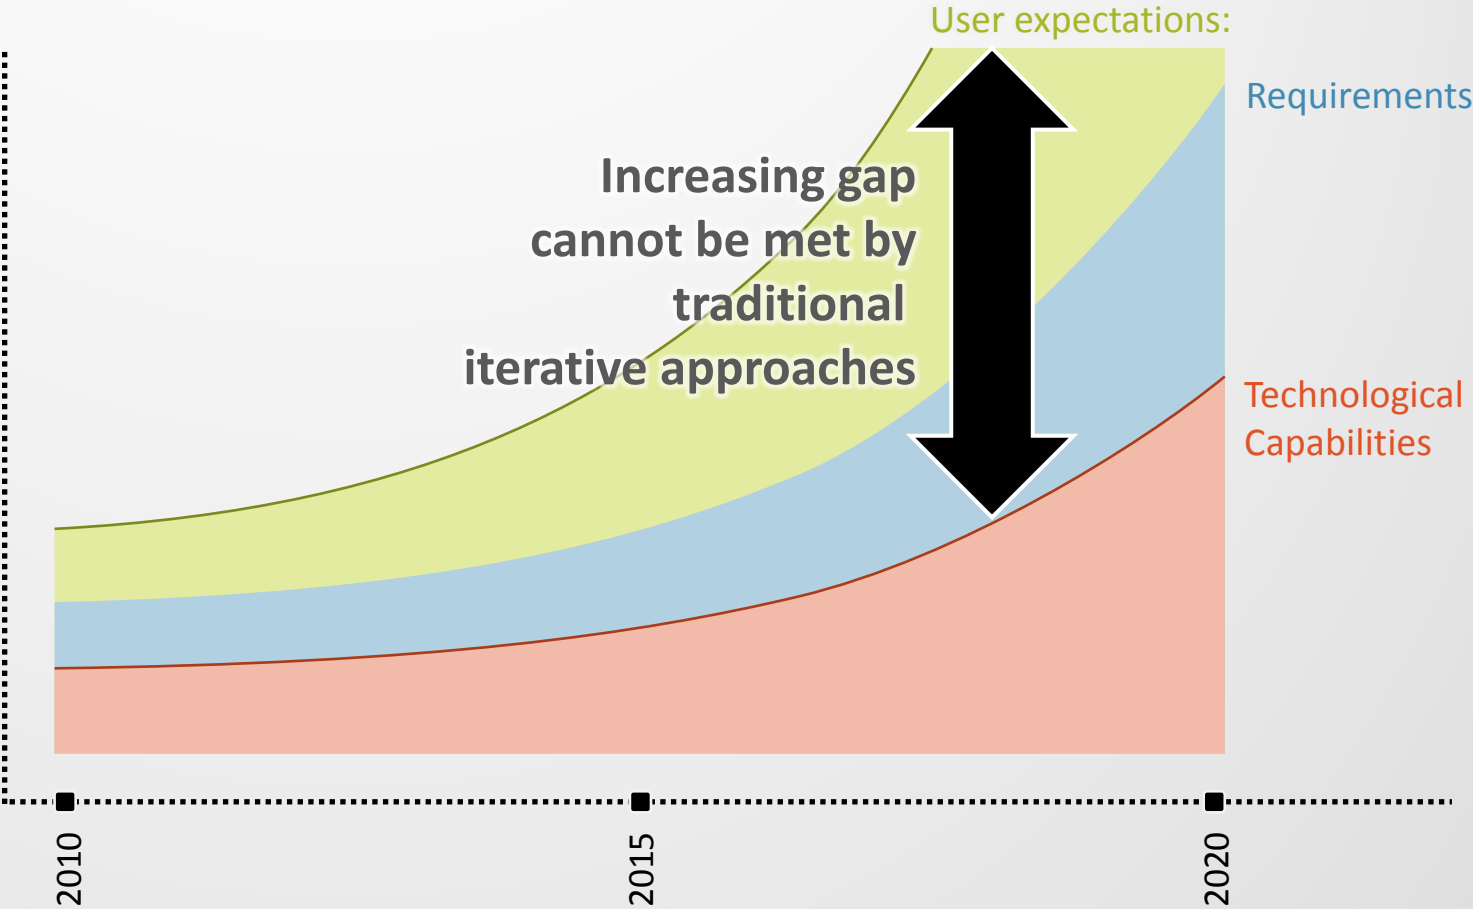 User expectations:
Requirements
Increasing gap
cannot be met by
traditional
iterative approaches
Technological
Capabilities
2010
2015
2020